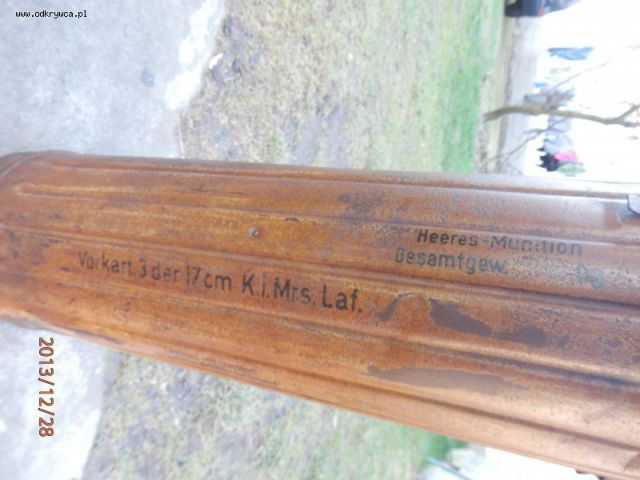 www.odkrywca.pl
Heeres-Munition
Gesamtgew.
Vorkart. 3 der 17cm K.i.Mrs. Laf.
2013/12/28